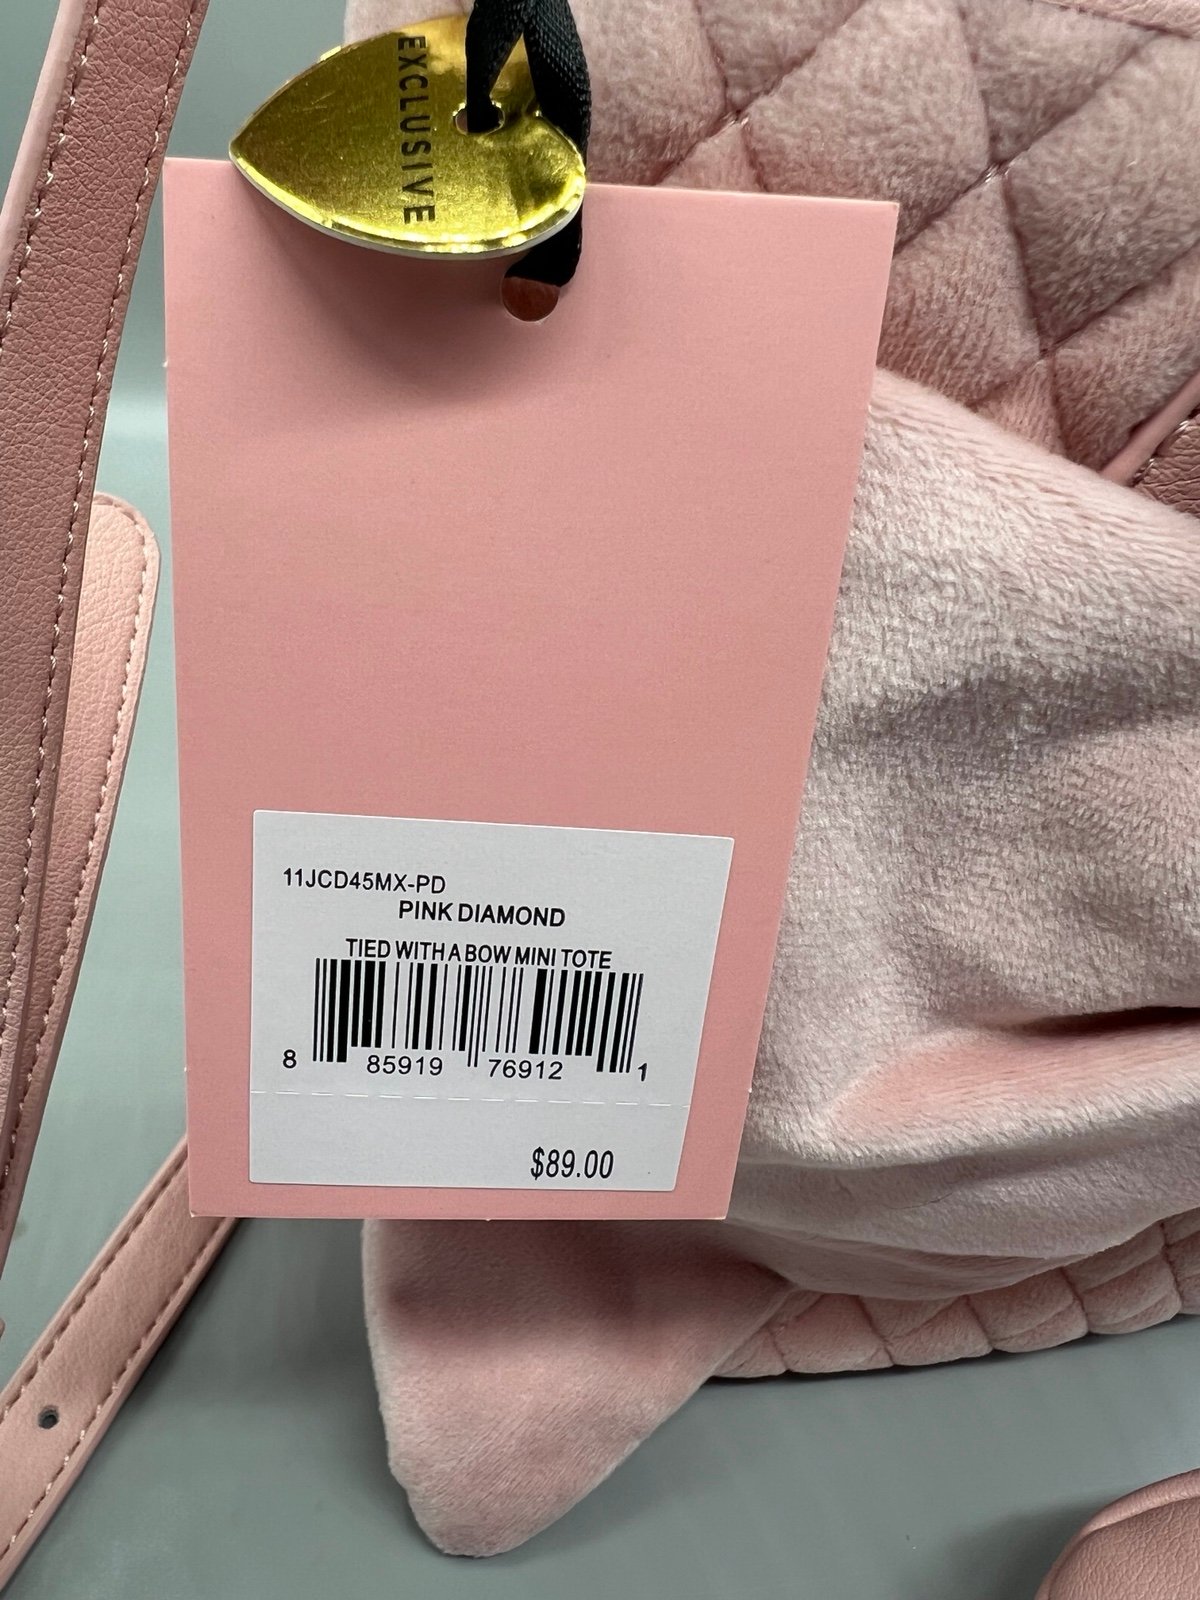 EXCLUSIVE
11JCD45MX-PD
PINK DIAMOND
TIED WITH A BOW MINI TOTE
8 85919 76912 1
$89.00